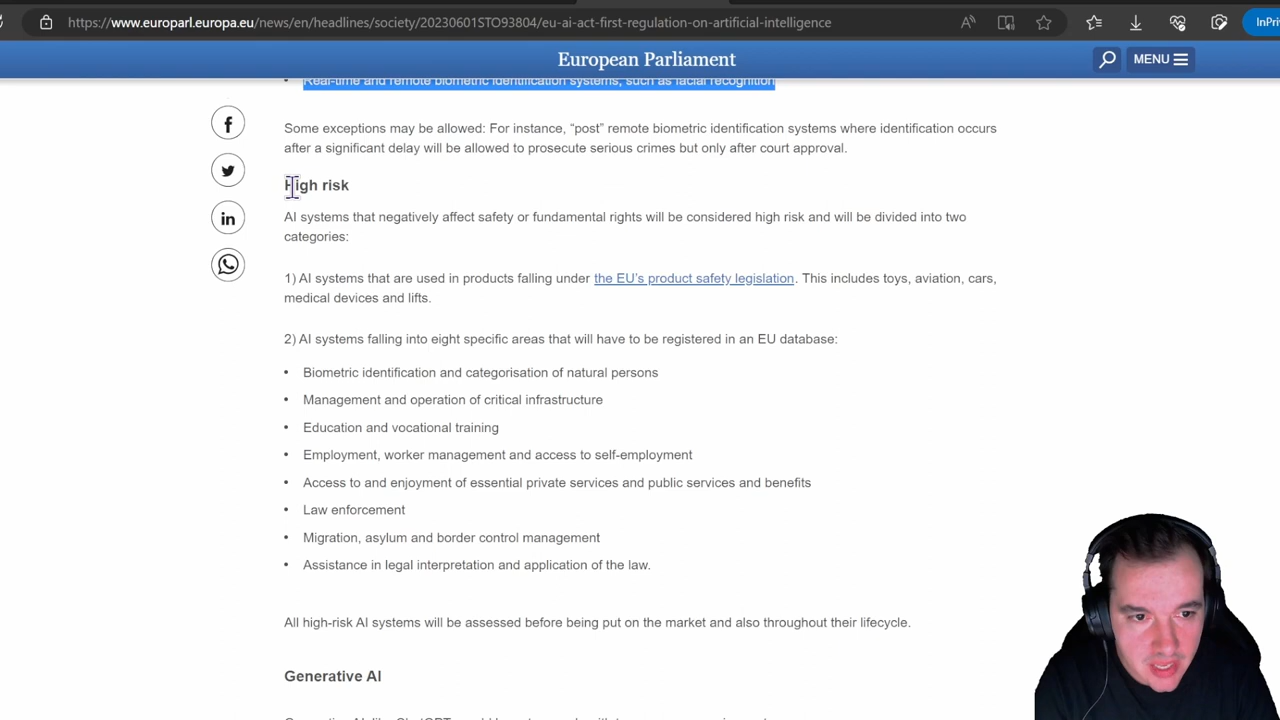 https://www.europarl.europa.eu/news/en/headlines/society/20230601STO93804/eu-ai-act-first-regulation-on-artificial-intelligence
InPriv
European Parliament
MENU
• Real-time and remote biometric identification systems, such as facial recognition
Some exceptions may be allowed: For instance, “post” remote biometric identification systems where identification occurs
after a significant delay will be allowed to prosecute serious crimes but only after court approval.
High risk
AI systems that negatively affect safety or fundamental rights will be considered high risk and will be divided into two
categories:
1) AI systems that are used in products falling under the EU’s product safety legislation. This includes toys, aviation, cars,
medical devices and lifts.
2) AI systems falling into eight specific areas that will have to be registered in an EU database:
• Biometric identification and categorisation of natural persons
• Management and operation of critical infrastructure
• Education and vocational training
• Employment, worker management and access to self-employment
• Access to and enjoyment of essential private services and public services and benefits
• Law enforcement
• Migration, asylum and border control management
• Assistance in legal interpretation and application of the law.
All high-risk AI systems will be assessed before being put on the market and also throughout their lifecycle.
Generative AI